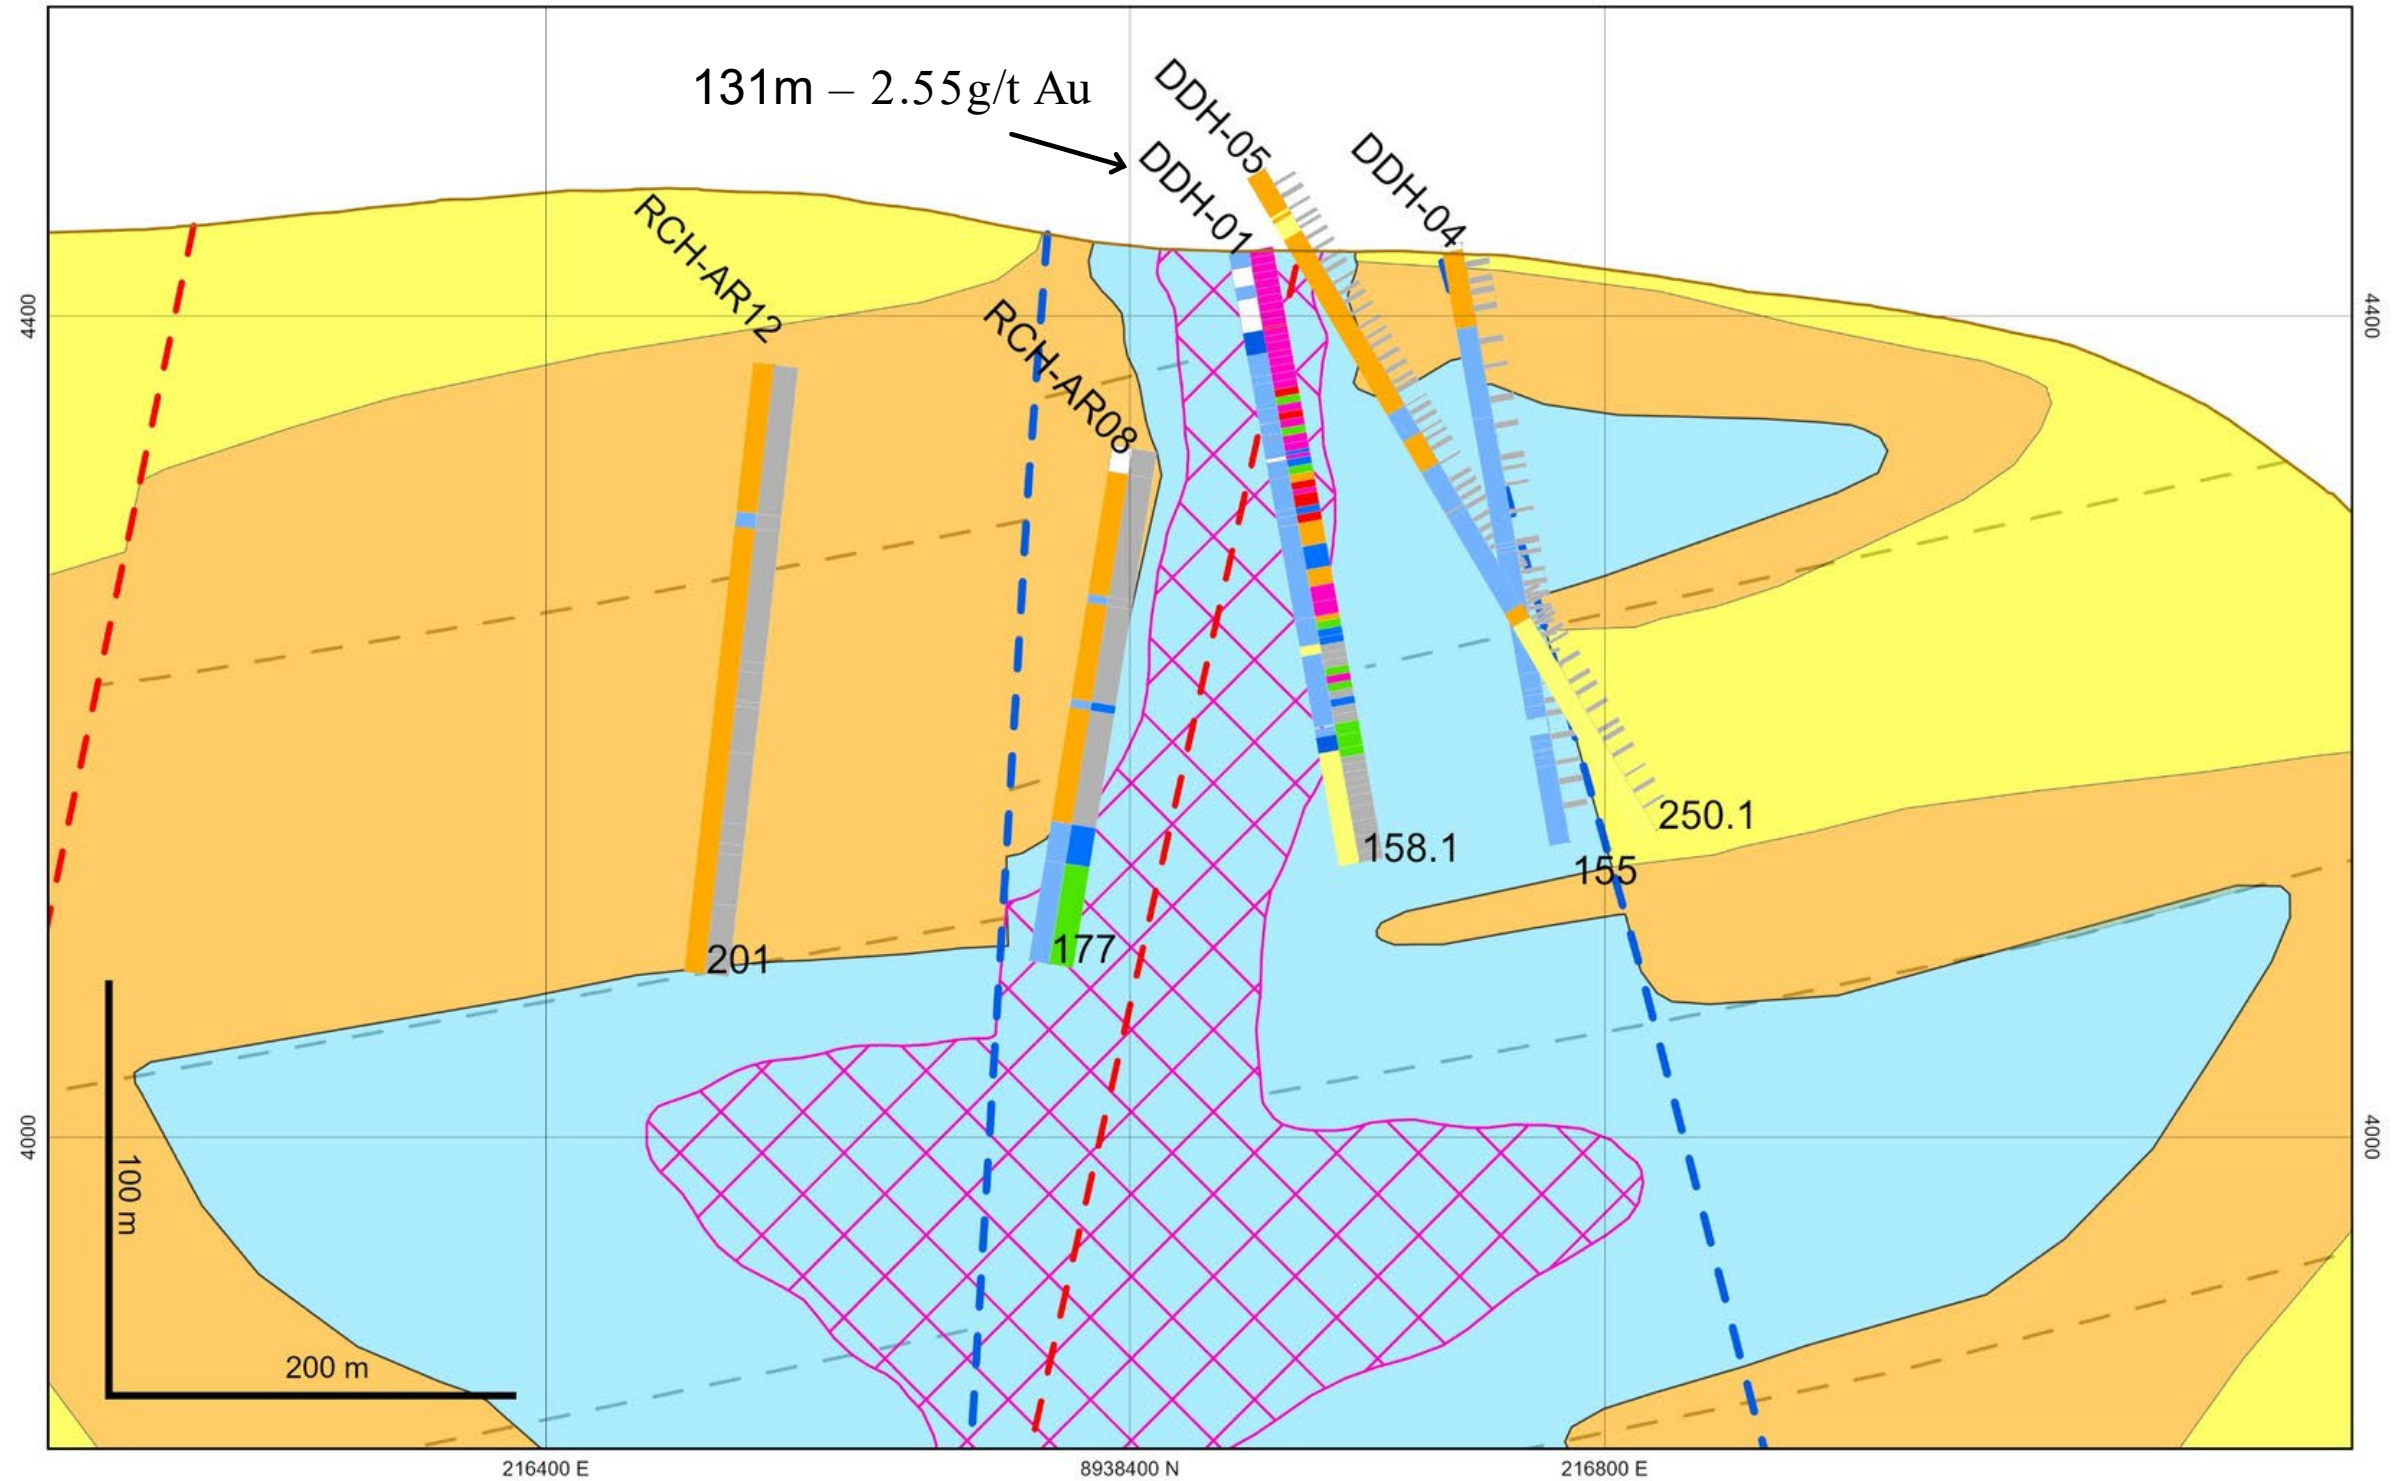 131m – 2.55g/t Au
DDH-05
DDH-01
DDH-04
RCH-AR12
RCH-AR08
4400
4400
250.1
158.1
155
201
177
4000
4000
100 m
200 m
216400 E
8938400 N
216800 E